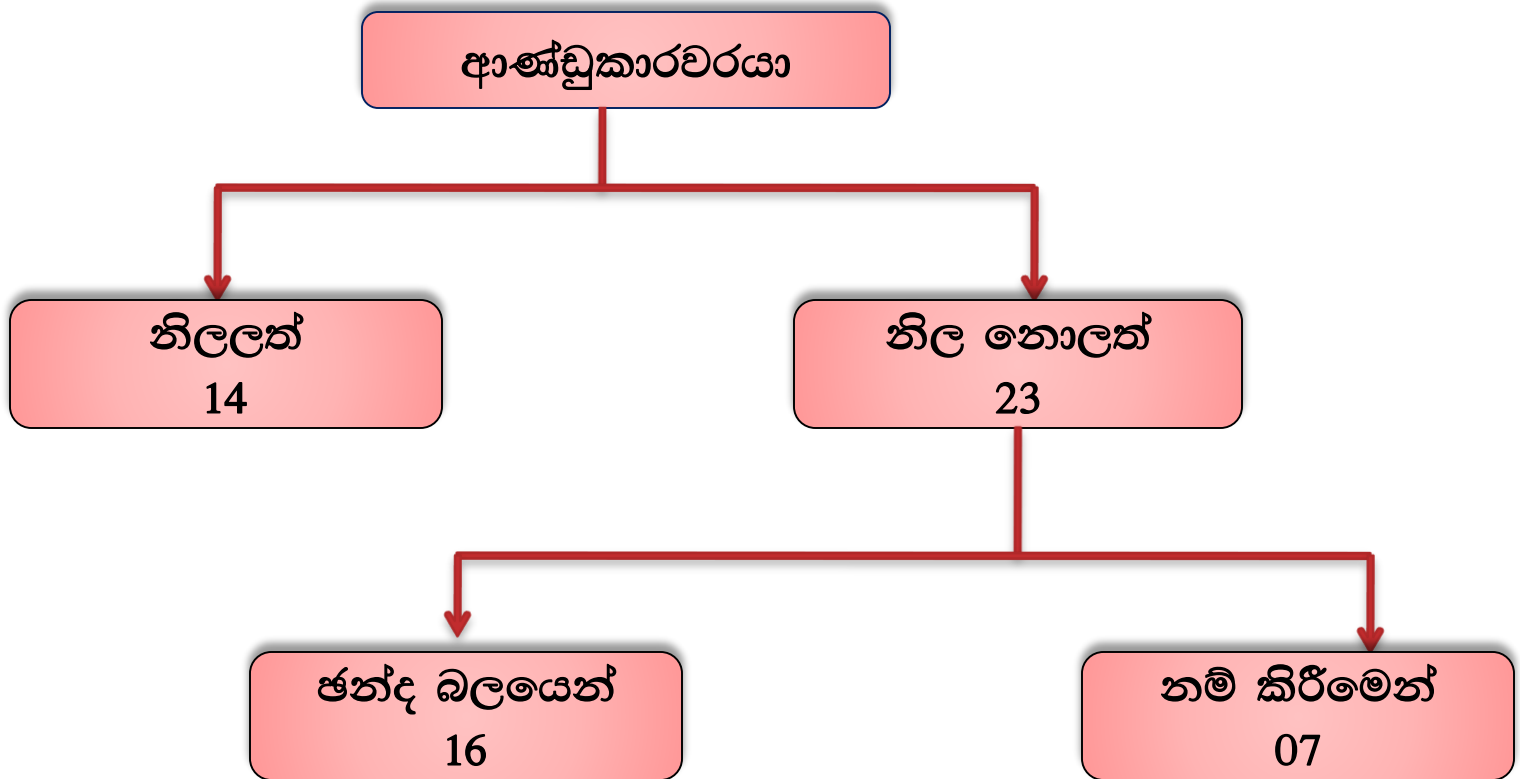 ආණ්ඩුකාරවරයා
නිලලත්
14
නිල නොලත්
23
ඡන්ද බලයෙන්
16
නම් කිරීමෙන්
07